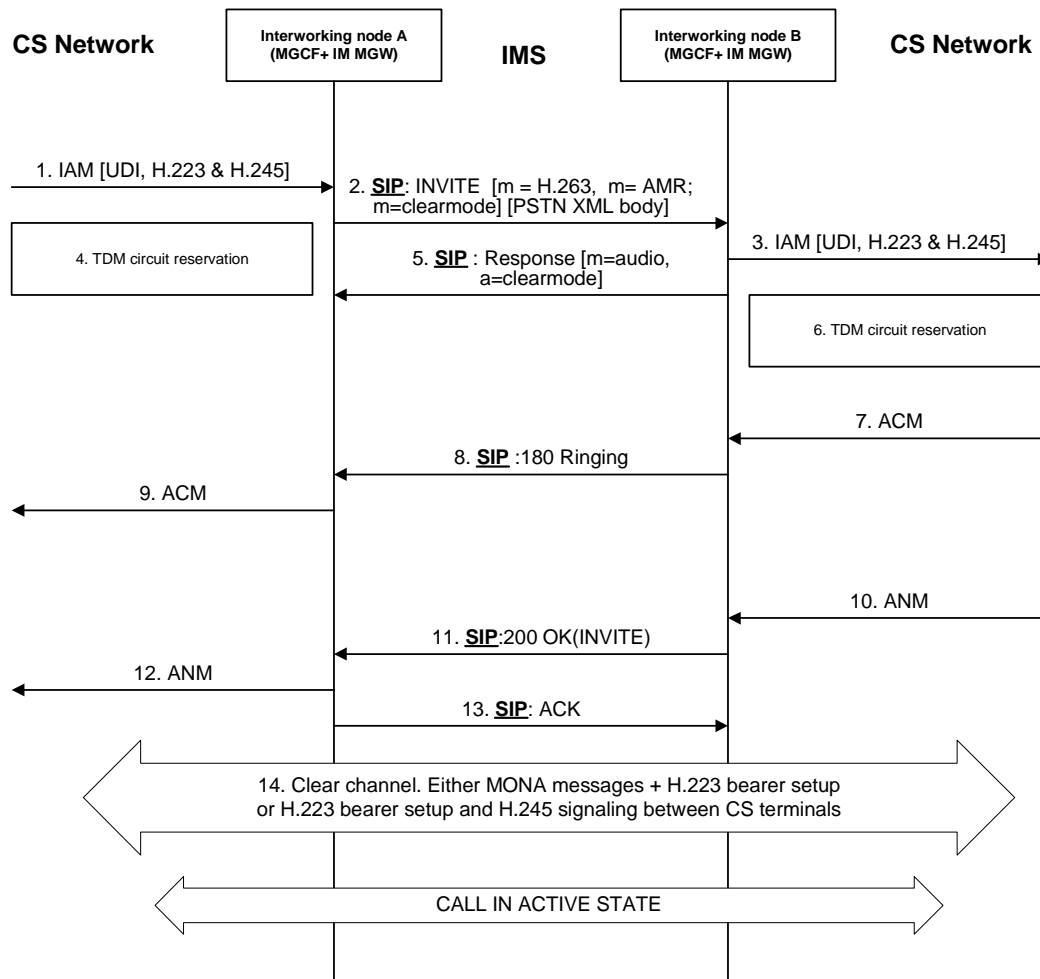 CS Network
Interworking node A
(MGCF+ IM MGW)
IMS
Interworking node B
(MGCF+ IM MGW)
CS Network
1. IAM [UDI, H.223 & H.245]
2. SIP: INVITE [m = H.263, m= AMR;
m=clearmode] [PSTN XML body]
3. IAM [UDI, H.223 & H.245]
4. TDM circuit reservation
5. SIP : Response [m=audio,
a=clearmode]
6. TDM circuit reservation
7. ACM
8. SIP :180 Ringing
9. ACM
10. ANM
11. SIP:200 OK(INVITE)
12. ANM
13. SIP: ACK
14. Clear channel. Either MONA messages + H.223 bearer setup
or H.223 bearer setup and H.245 signaling between CS terminals
CALL IN ACTIVE STATE